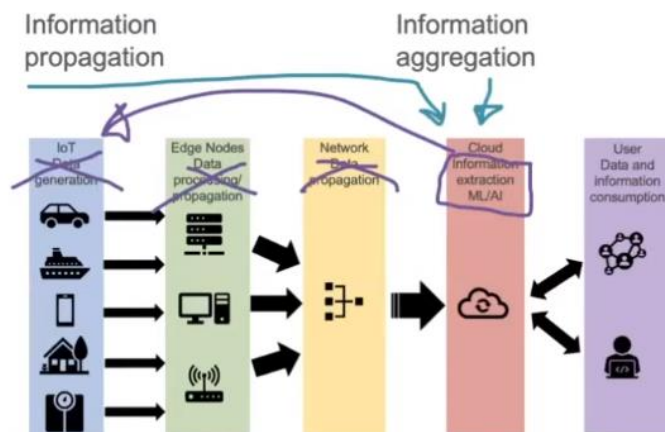 Information
propagation
Information
aggregation
IoT
Data
generation
Edge Nodes
Data
processing/
propagation
Network
Data
propagation
Cloud
Information
extraction
ML/AI
User
Data and
information
consumption